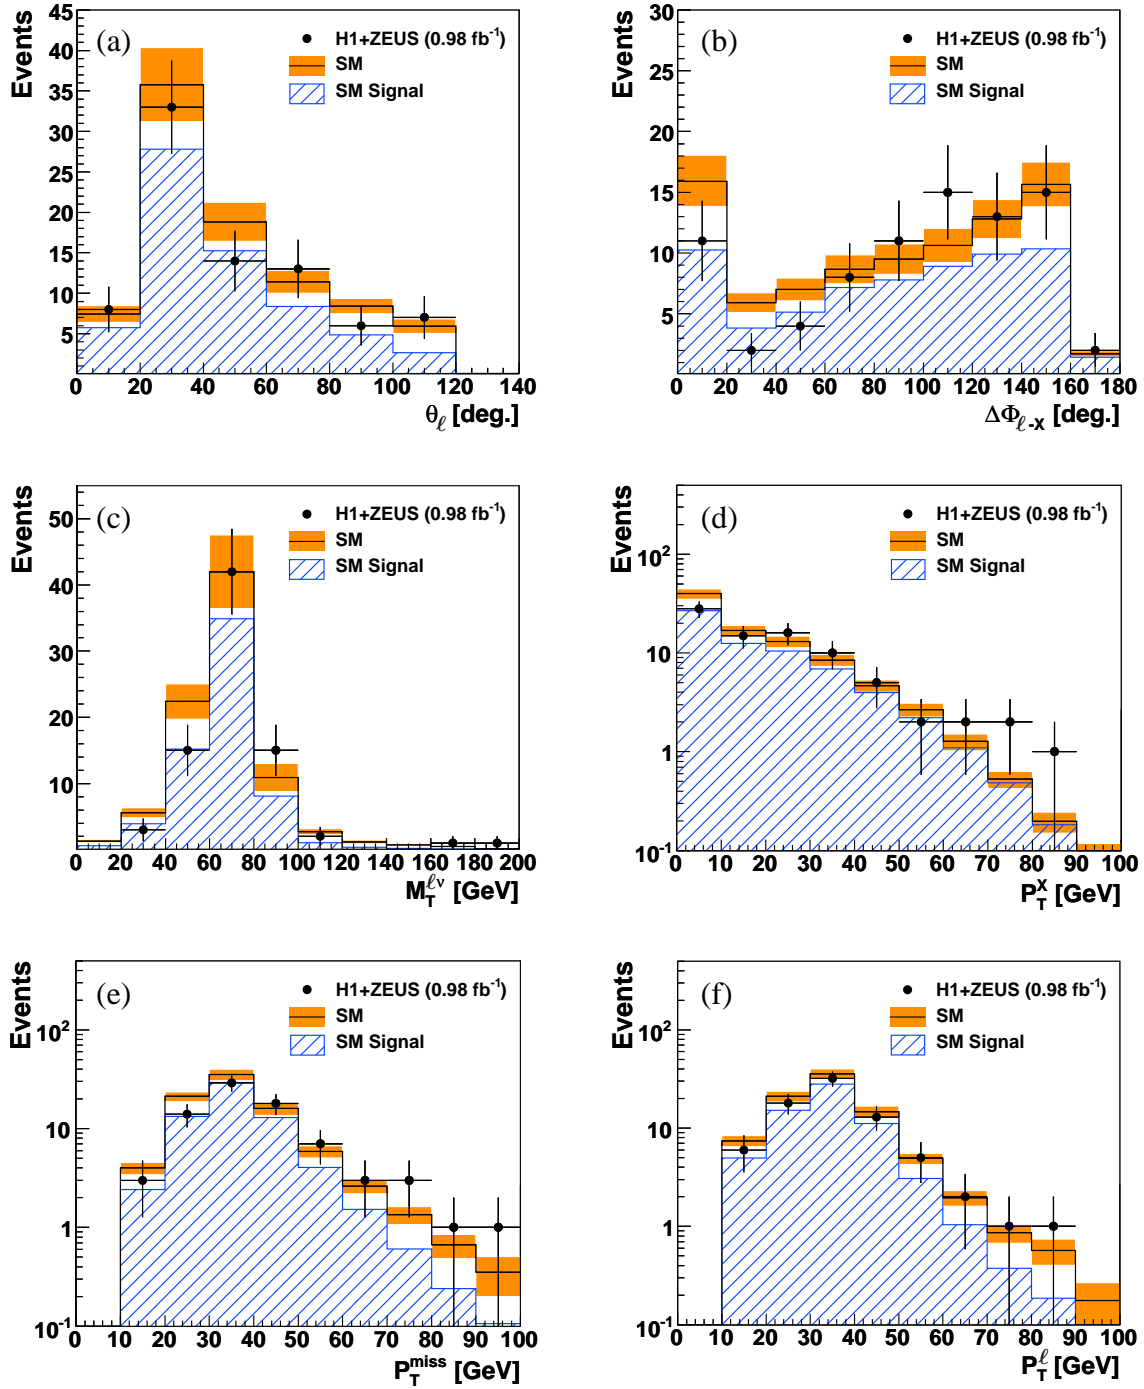 Events
45
40
35
30
25
20
15
10
5
(a)
H1+ZEUS (0.98 fb⁻¹)
SM
SM Signal
0 20 40 60 80 100 120 140
θ_ℓ [deg.]
Events
30
25
20
15
10
5
(b)
H1+ZEUS (0.98 fb⁻¹)
SM
SM Signal
0 20 40 60 80 100 120 140 160 180
ΔΦ_ℓ-X [deg.]
Events
50
40
30
20
10
(c)
H1+ZEUS (0.98 fb⁻¹)
SM
SM Signal
0 20 40 60 80 100 120 140 160 180 200
M_T^ℓν [GeV]
Events
10²
10
1
10⁻¹
(d)
H1+ZEUS (0.98 fb⁻¹)
SM
SM Signal
0 10 20 30 40 50 60 70 80 90 100
P_T^X [GeV]
Events
10²
10
1
10⁻¹
(e)
H1+ZEUS (0.98 fb⁻¹)
SM
SM Signal
0 10 20 30 40 50 60 70 80 90 100
P_T^miss [GeV]
Events
10²
10
1
10⁻¹
(f)
H1+ZEUS (0.98 fb⁻¹)
SM
SM Signal
0 10 20 30 40 50 60 70 80 90 100
P_T^ℓ [GeV]